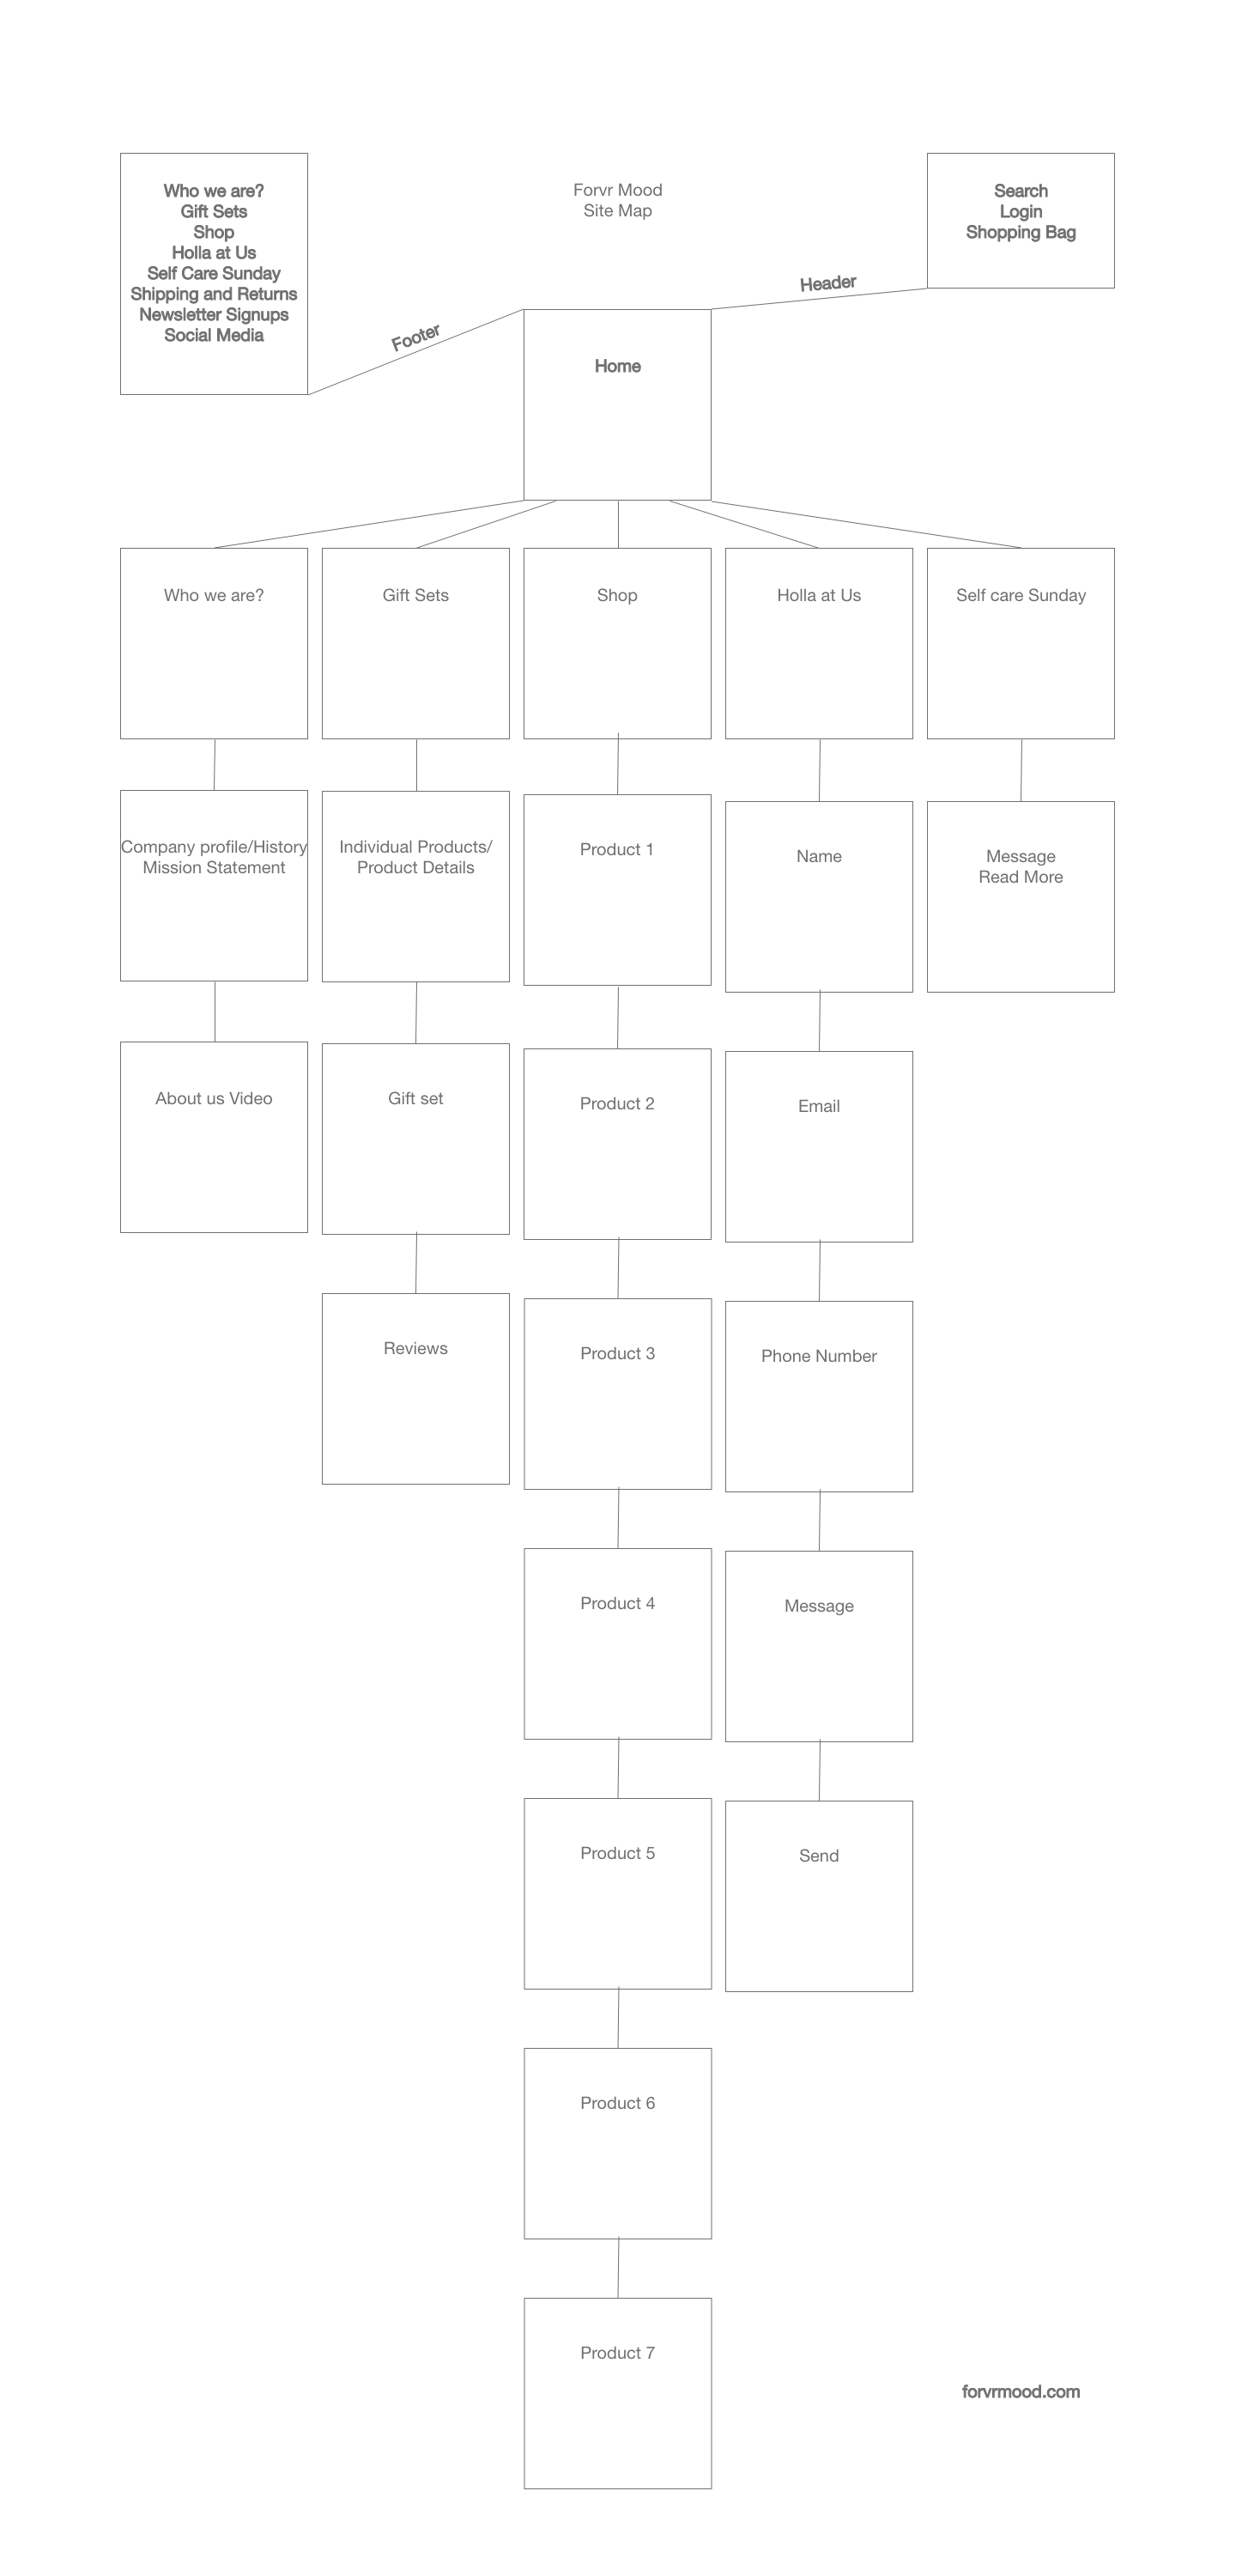 Forvr Mood
Site Map
Who we are?
Gift Sets
Shop
Holla at Us
Self Care Sunday
Shipping and Returns
Newsletter Signups
Social Media
Search
Login
Shopping Bag
Footer
Header
Home
Who we are?
Gift Sets
Shop
Holla at Us
Self care Sunday
Company profile/History
Mission Statement
Individual Products/
Product Details
Product 1
Name
Message
Read More
About us Video
Gift set
Product 2
Email
Reviews
Product 3
Phone Number
Product 4
Message
Product 5
Send
Product 6
Product 7
forvrmood.com